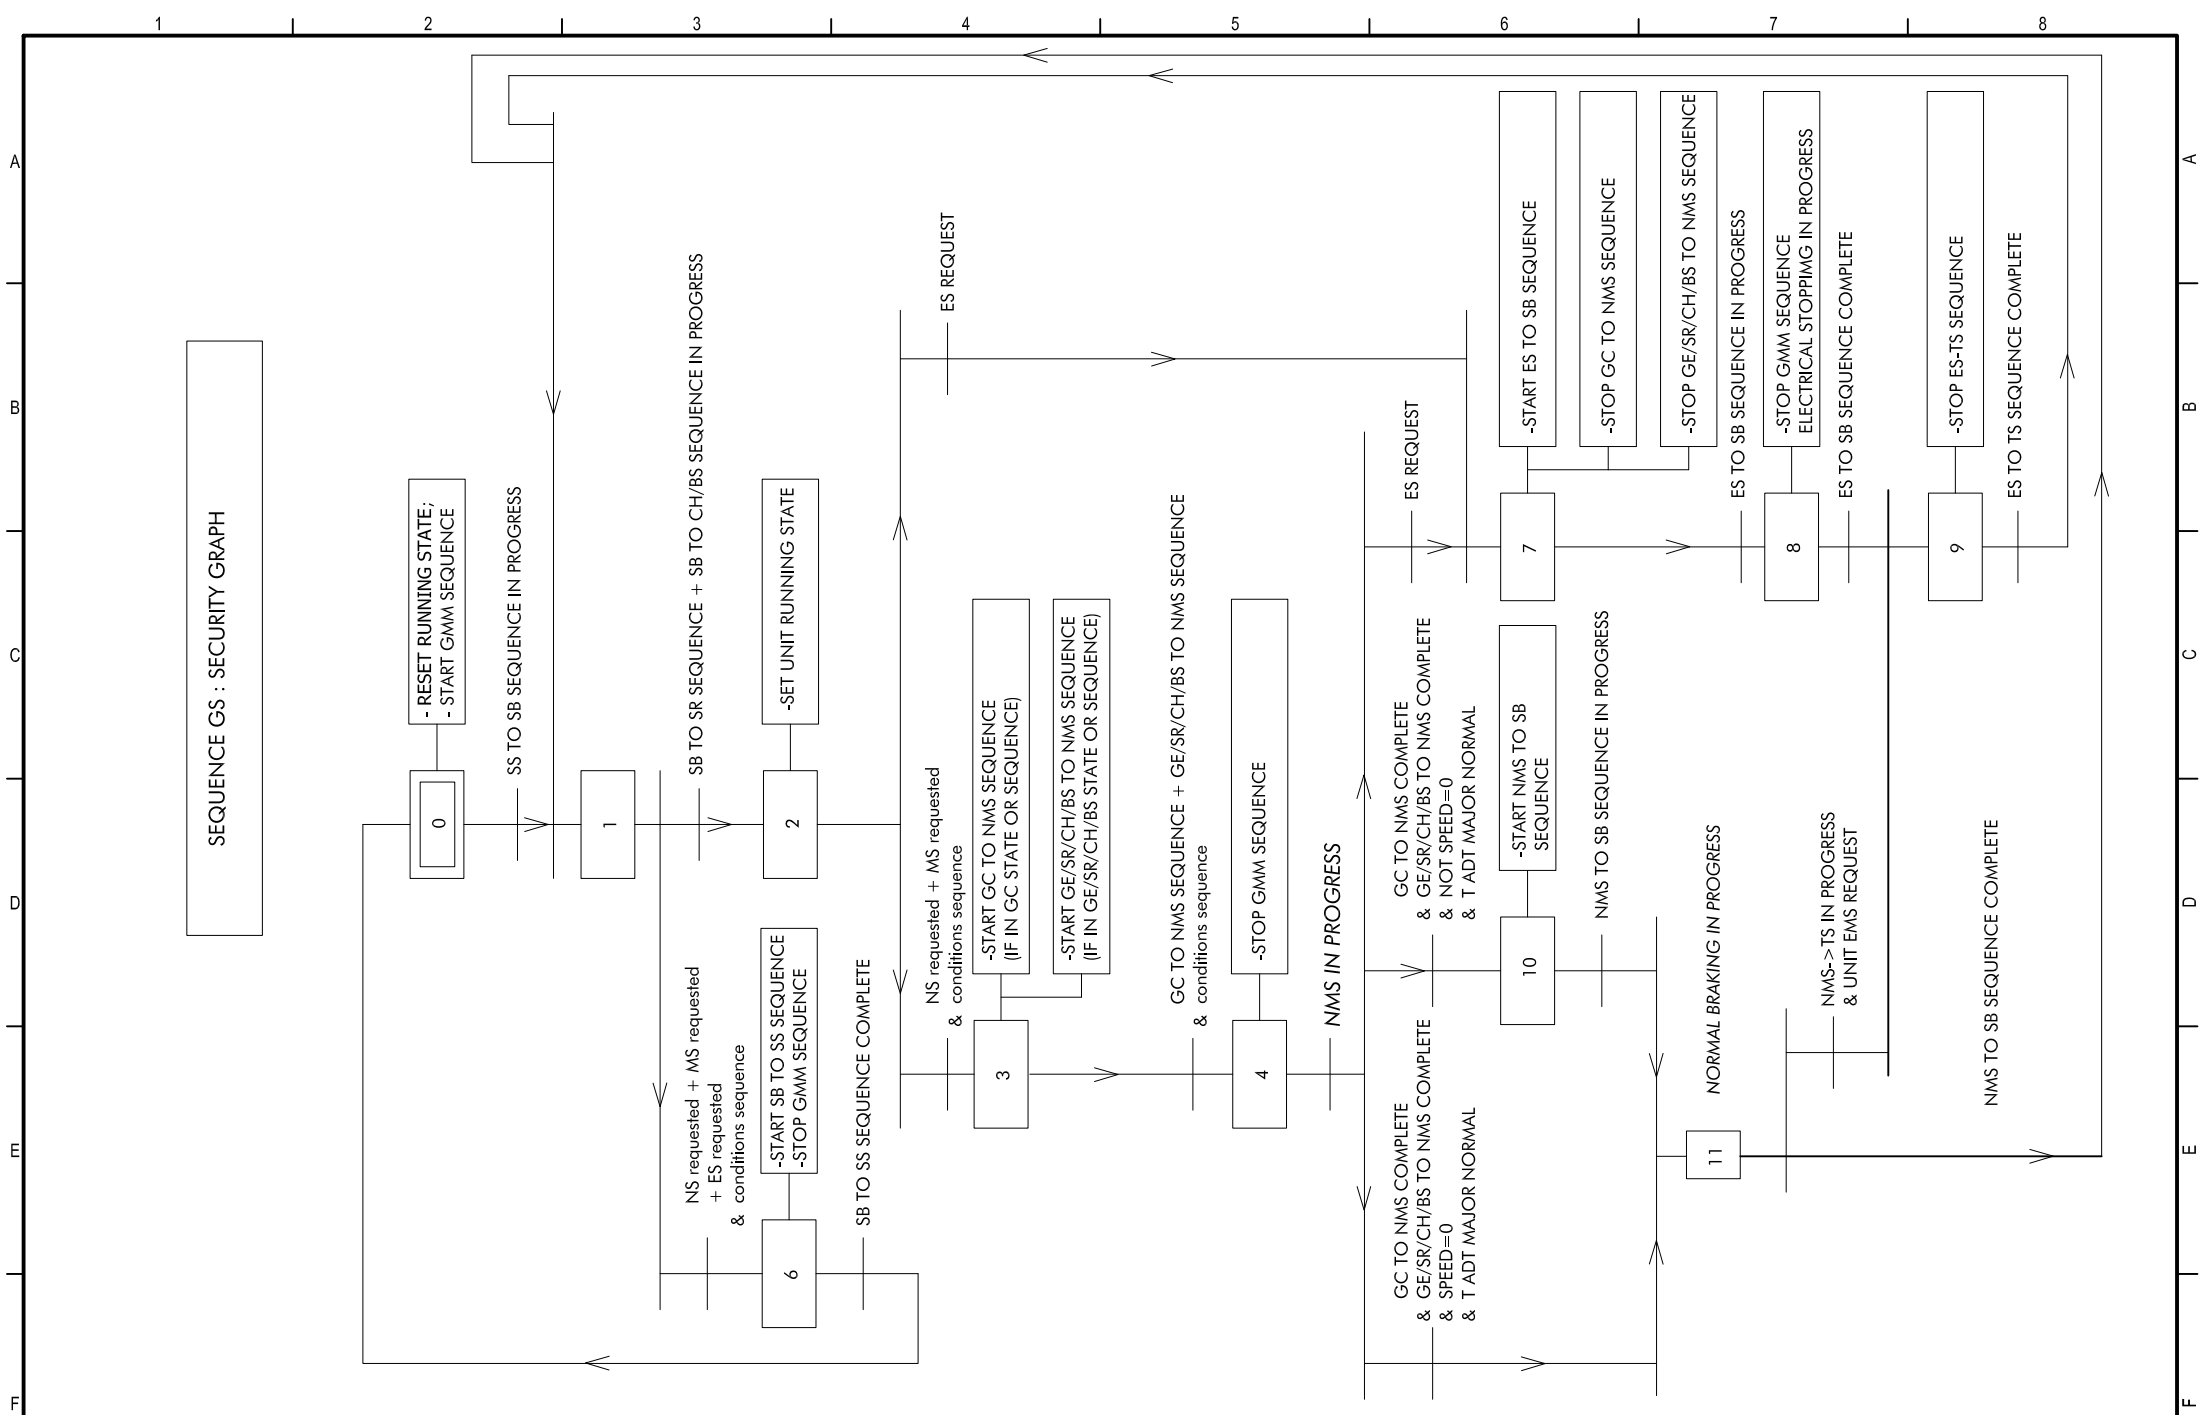 1
2
3
4
5
6
7
8
A
B
C
D
E
F
A
B
C
D
E
F
SEQUENCE GS : SECURITY GRAPH
0
- RESET RUNNING STATE;
- START GMM SEQUENCE
SS TO SB SEQUENCE IN PROGRESS
1
SB TO SR SEQUENCE + SB TO CH/BS SEQUENCE IN PROGRESS
2
-SET UNIT RUNNING STATE
NS requested + MS requested
+ ES requested
& conditions sequence
6
-START SB TO SS SEQUENCE
-STOP GMM SEQUENCE
SB TO SS SEQUENCE COMPLETE
ES REQUEST
NS requested + MS requested
& conditions sequence
3
-START GC TO NMS SEQUENCE
(IF IN GC STATE OR SEQUENCE)
-START GE/SR/CH/BS TO NMS SEQUENCE
(IF IN GE/SR/CH/BS STATE OR SEQUENCE)
GC TO NMS SEQUENCE + GE/SR/CH/BS TO NMS SEQUENCE
& conditions sequence
4
-STOP GMM SEQUENCE
NMS IN PROGRESS
GC TO NMS COMPLETE
& GE/SR/CH/BS TO NMS COMPLETE
& SPEED=0
& T ADT MAJOR NORMAL
GC TO NMS COMPLETE
& GE/SR/CH/BS TO NMS COMPLETE
& NOT SPEED=0
& T ADT MAJOR NORMAL
ES REQUEST
10
-START NMS TO SB
SEQUENCE
NMS TO SB SEQUENCE IN PROGRESS
7
-START ES TO SB SEQUENCE
-STOP GC TO NMS SEQUENCE
-STOP GE/SR/CH/BS TO NMS SEQUENCE
ES TO SB SEQUENCE IN PROGRESS
8
-STOP GMM SEQUENCE
ELECTRICAL STOPPIMG IN PROGRESS
ES TO SB SEQUENCE COMPLETE
11
NORMAL BRAKING IN PROGRESS
NMS->TS IN PROGRESS
& UNIT EMS REQUEST
9
-STOP ES-TS SEQUENCE
ES TO TS SEQUENCE COMPLETE
NMS TO SB SEQUENCE COMPLETE